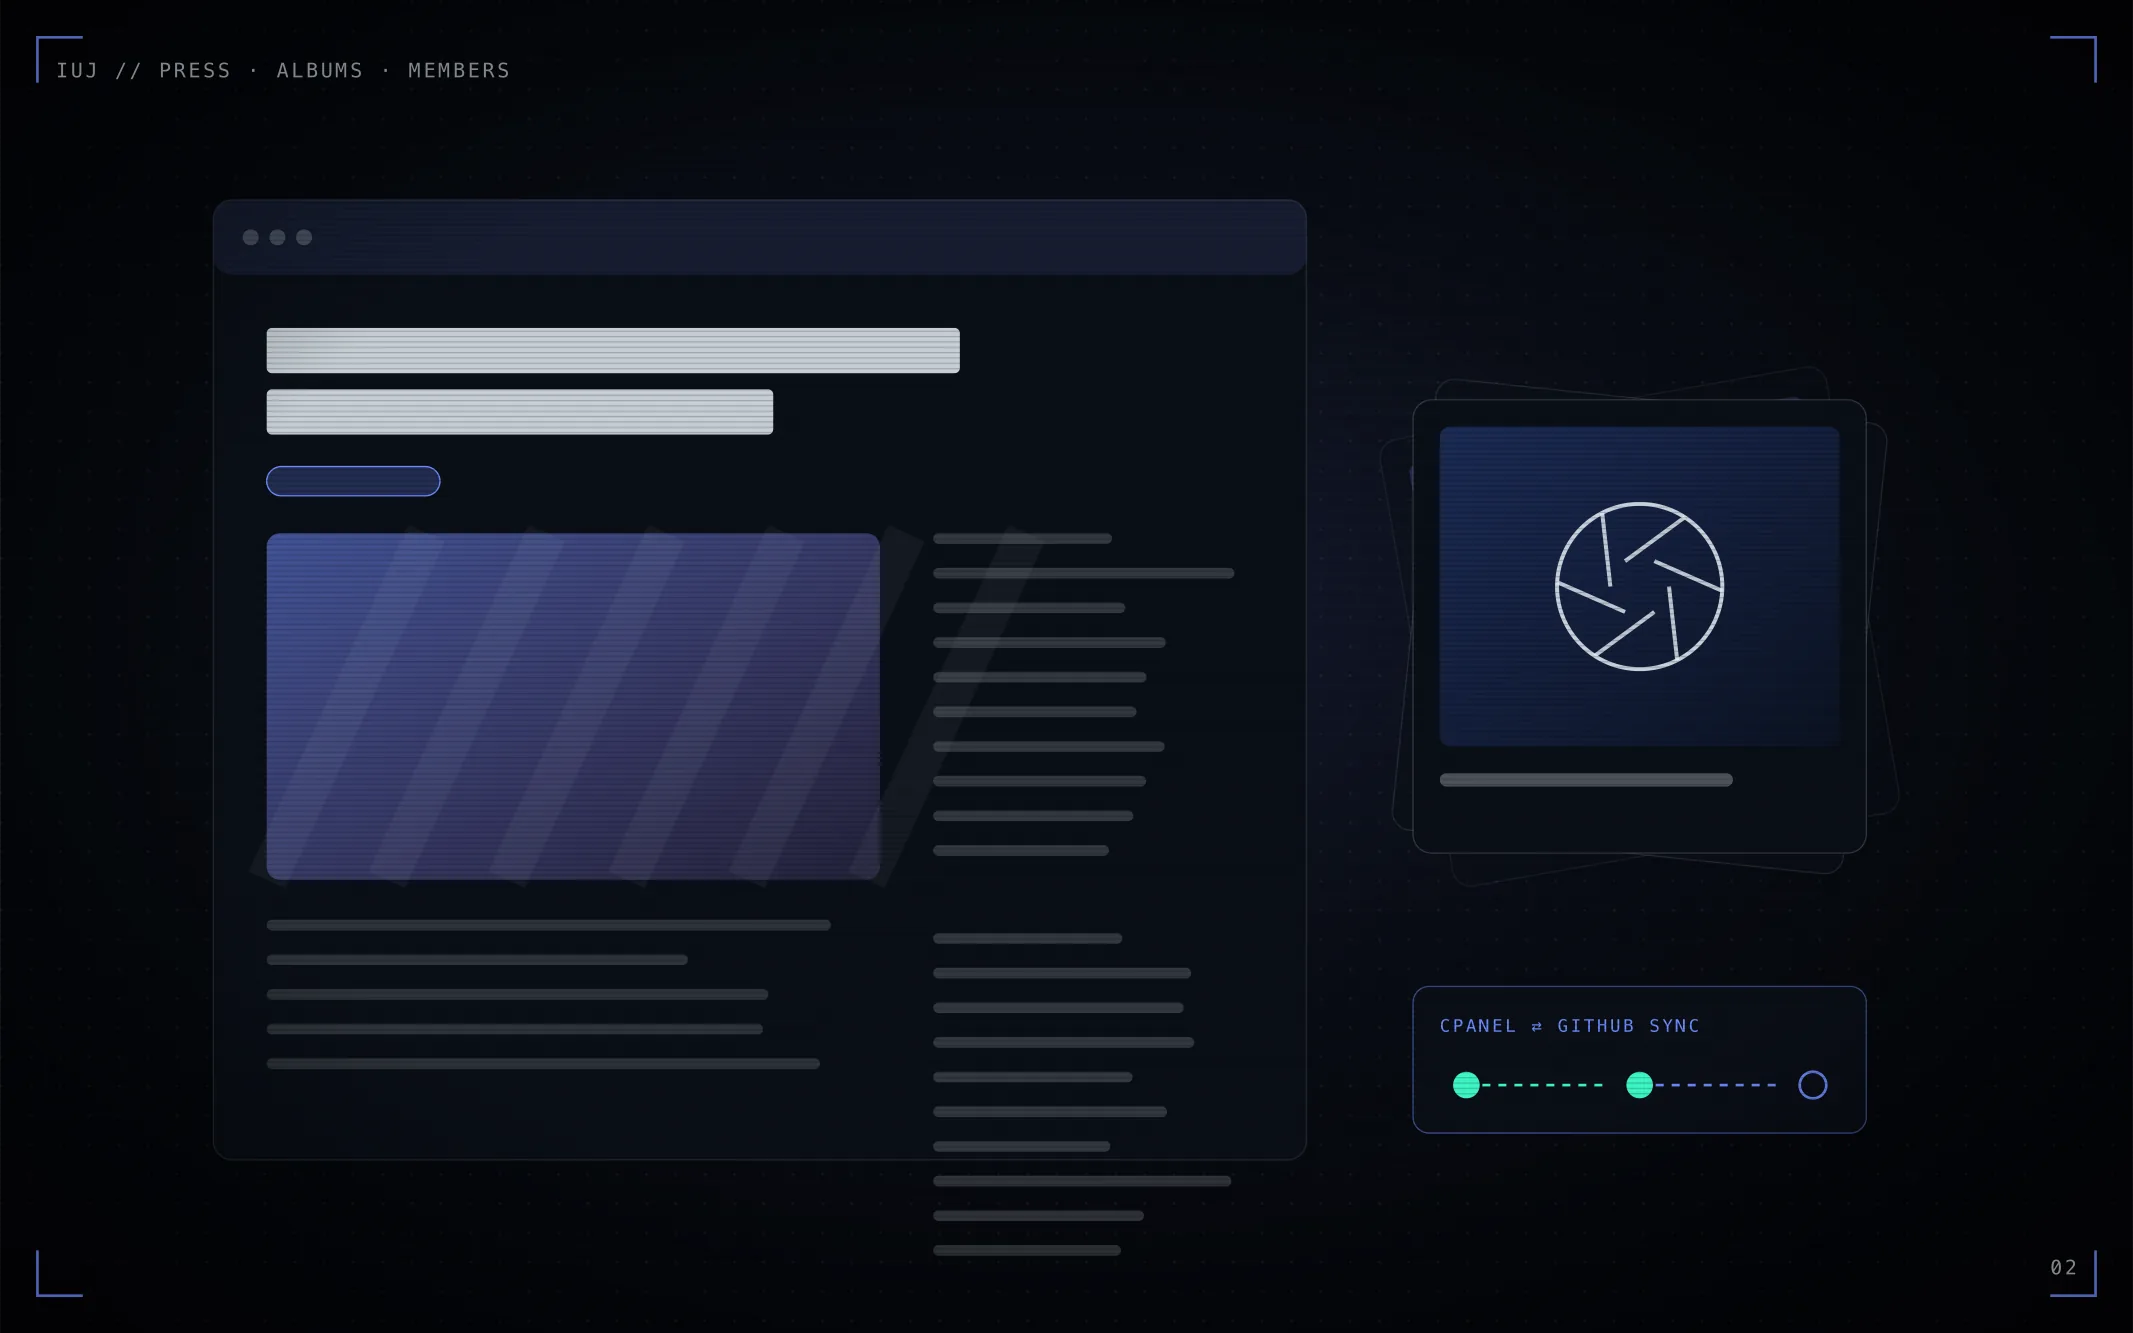 IUJ // PRESS · ALBUMS · MEMBERS
CPANEL ⇄ GITHUB SYNC
02